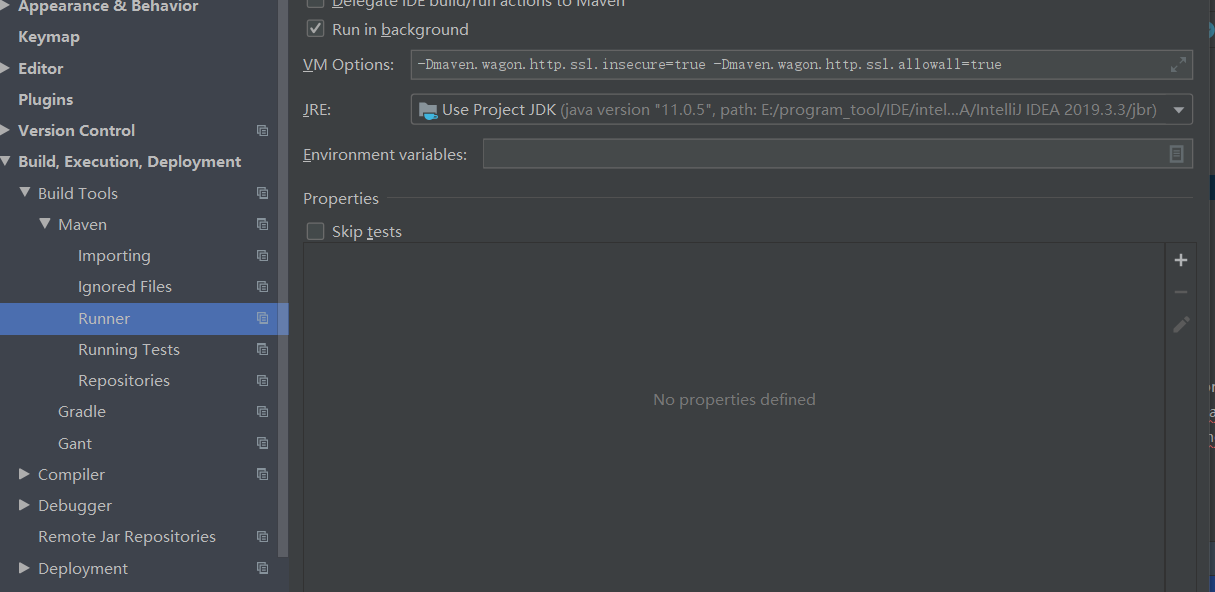 Appearance & Behavior
Keymap
Editor
Plugins
Version Control
Build, Execution, Deployment
Build Tools
Maven
Importing
Ignored Files
Runner
Running Tests
Repositories
Gradle
Gant
Compiler
Debugger
Remote Jar Repositories
Deployment
Delegate IDE build/run actions to Maven
Run in background
VM Options: -Dmaven.wagon.http.ssl.insecure=true -Dmaven.wagon.http.ssl.allowall=true
JRE: Use Project JDK (java version "11.0.5", path: E:/program_tool/IDE/intel...A/IntelliJ IDEA 2019.3.3/jbr)
Environment variables:
Properties
Skip tests
No properties defined